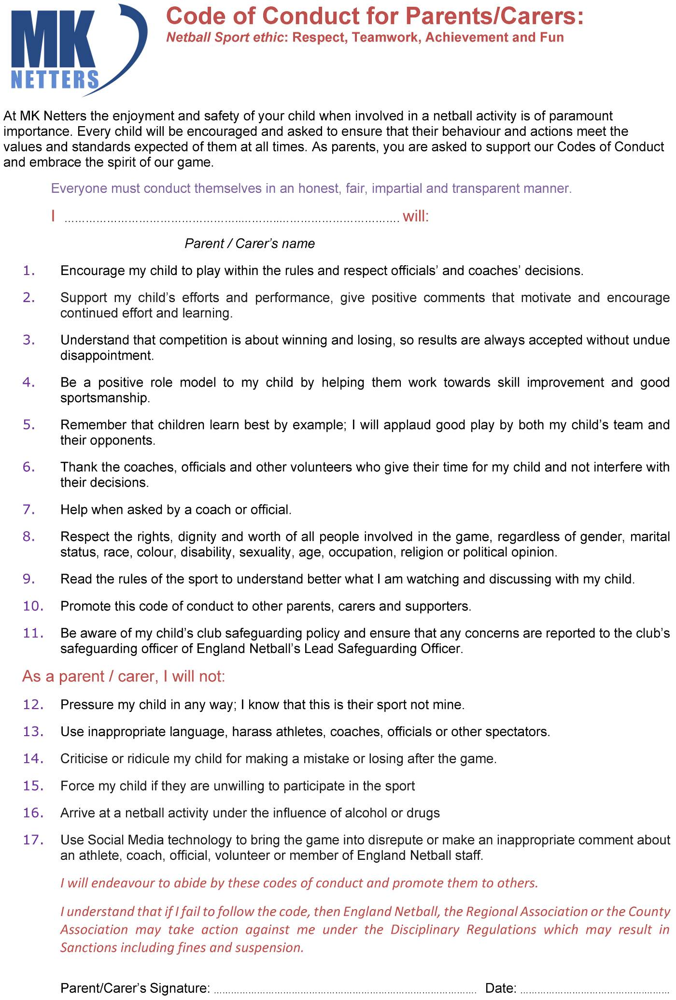 MK
NETTERS
Code of Conduct for Parents/Carers:
Netball Sport ethic: Respect, Teamwork, Achievement and Fun
At MK Netters the enjoyment and safety of your child when involved in a netball activity is of paramount
importance. Every child will be encouraged and asked to ensure that their behaviour and actions meet the
values and standards expected of them at all times. As parents, you are asked to support our Codes of Conduct
and embrace the spirit of our game.
Everyone must conduct themselves in an honest, fair, impartial and transparent manner.
I ……………………………………………………………………………… will:
Parent / Carer’s name
1. Encourage my child to play within the rules and respect officials’ and coaches’ decisions.
2. Support my child’s efforts and performance, give positive comments that motivate and encourage
continued effort and learning.
3. Understand that competition is about winning and losing, so results are always accepted without undue
disappointment.
4. Be a positive role model to my child by helping them work towards skill improvement and good
sportsmanship.
5. Remember that children learn best by example; I will applaud good play by both my child’s team and
their opponents.
6. Thank the coaches, officials and other volunteers who give their time for my child and not interfere with
their decisions.
7. Help when asked by a coach or official.
8. Respect the rights, dignity and worth of all people involved in the game, regardless of gender, marital
status, race, colour, disability, sexuality, age, occupation, religion or political opinion.
9. Read the rules of the sport to understand better what I am watching and discussing with my child.
10. Promote this code of conduct to other parents, carers and supporters.
11. Be aware of my child’s club safeguarding policy and ensure that any concerns are reported to the club’s
safeguarding officer of England Netball’s Lead Safeguarding Officer.
As a parent / carer, I will not:
12. Pressure my child in any way; I know that this is their sport not mine.
13. Use inappropriate language, harass athletes, coaches, officials or other spectators.
14. Criticise or ridicule my child for making a mistake or losing after the game.
15. Force my child if they are unwilling to participate in the sport
16. Arrive at a netball activity under the influence of alcohol or drugs
17. Use Social Media technology to bring the game into disrepute or make an inappropriate comment about
an athlete, coach, official, volunteer or member of England Netball staff.
I will endeavour to abide by these codes of conduct and promote them to others.
I understand that if I fail to follow the code, then England Netball, the Regional Association or the County
Association may take action against me under the Disciplinary Regulations which may result in
Sanctions including fines and suspension.
Parent/Carer’s Signature: ……………………………………………………………………………… Date: ……………………………………………